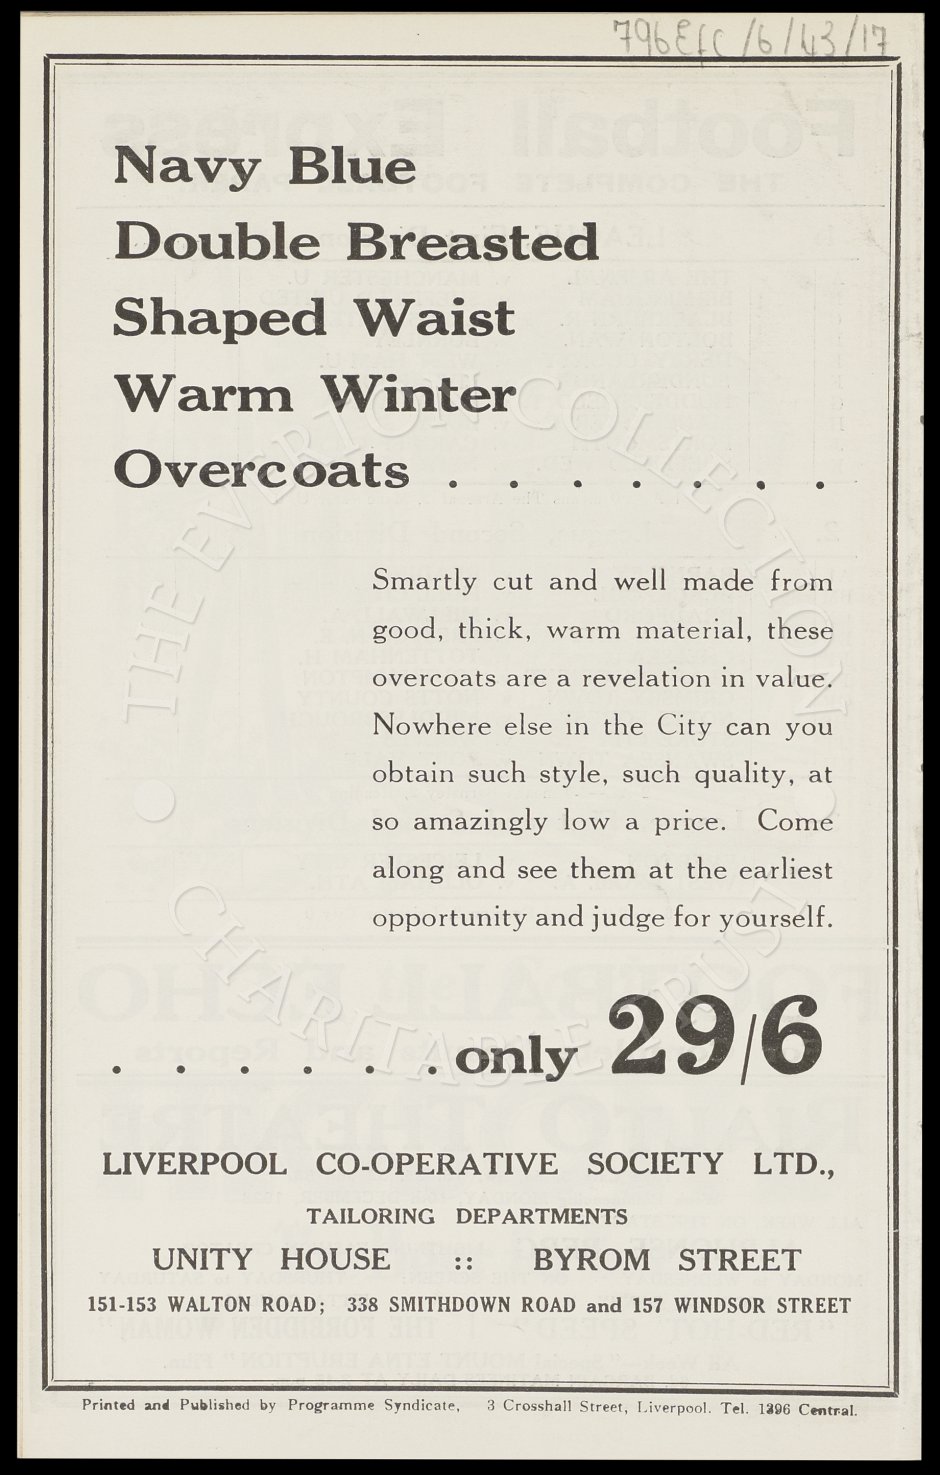 796EFC/6/43/17
Navy Blue
Double Breasted
Shaped Waist
Warm Winter
Overcoats . . . . . . .
Smartly cut and well made from
good, thick, warm material, these
overcoats are a revelation in value.
Nowhere else in the City can you
obtain such style, such quality, at
so amazingly low a price. Come
along and see them at the earliest
opportunity and judge for yourself.
. . . . . . only 29/6
LIVERPOOL CO-OPERATIVE SOCIETY LTD.,
TAILORING DEPARTMENTS
UNITY HOUSE :: BYROM STREET
151-153 WALTON ROAD; 338 SMITHDOWN ROAD and 157 WINDSOR STREET
Printed and Published by Programme Syndicate, 3 Crosshall Street, Liverpool. Tel. Central.
THE EVERTON COLLECTION
CHARITABLE TRUST